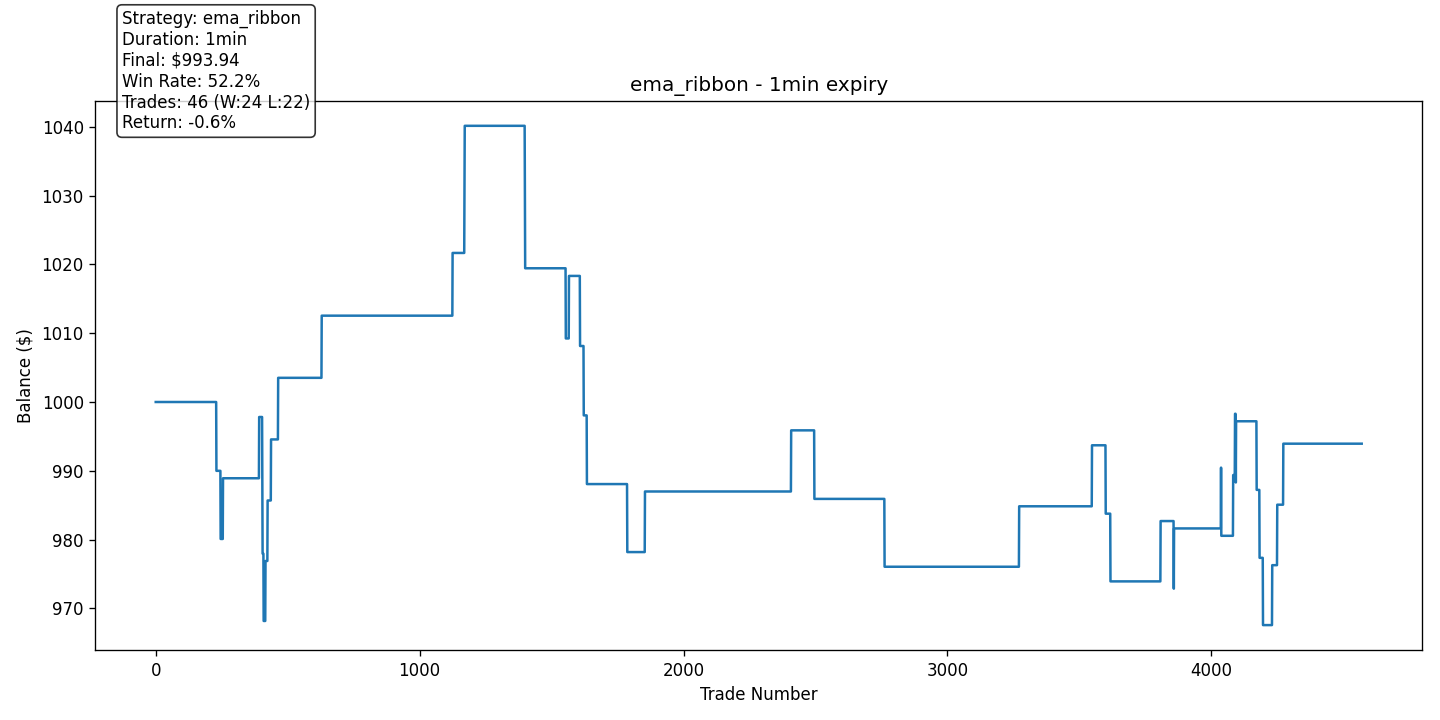 Strategy: ema_ribbon
Duration: 1min
Final: $993.94
Win Rate: 52.2%
Trades: 46 (W:24 L:22)
Return: -0.6%
ema_ribbon - 1min expiry
Balance ($)
1040
1030
1020
1010
1000
990
980
970
0
1000
2000
3000
4000
Trade Number